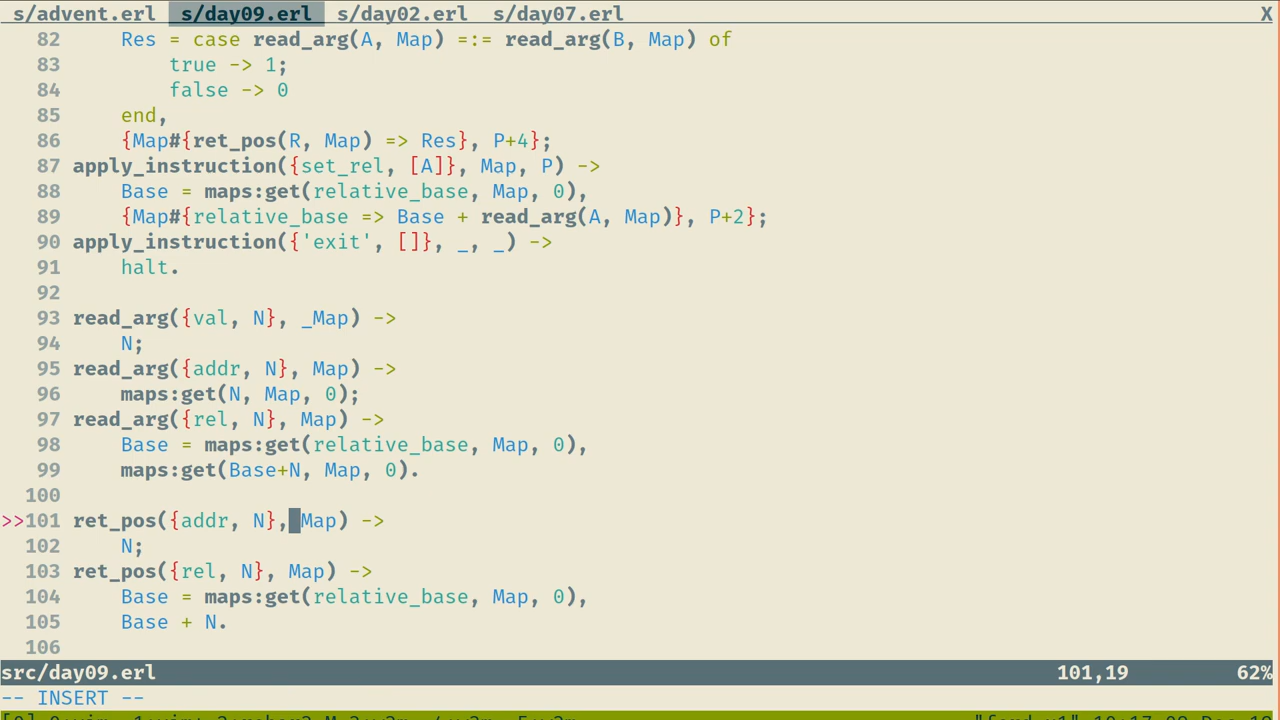 s/advent.erl s/day09.erl s/day02.erl s/day07.erl X
82 Res = case read_arg(A, Map) =:= read_arg(B, Map) of
83 true -> 1;
84 false -> 0
85 end,
86 {Map#{ret_pos(R, Map) => Res}, P+4};
87 apply_instruction({set_rel, [A]}, Map, P) ->
88 Base = maps:get(relative_base, Map, 0),
89 {Map#{relative_base => Base + read_arg(A, Map)}, P+2};
90 apply_instruction({'exit', []}, _, _) ->
91 halt.
92
93 read_arg({val, N}, _Map) ->
94 N;
95 read_arg({addr, N}, Map) ->
96 maps:get(N, Map, 0);
97 read_arg({rel, N}, Map) ->
98 Base = maps:get(relative_base, Map, 0),
99 maps:get(Base+N, Map, 0).
100
>>101 ret_pos({addr, N}, Map) ->
102 N;
103 ret_pos({rel, N}, Map) ->
104 Base = maps:get(relative_base, Map, 0),
105 Base + N.
106
src/day09.erl 101,19 62%
-- INSERT --